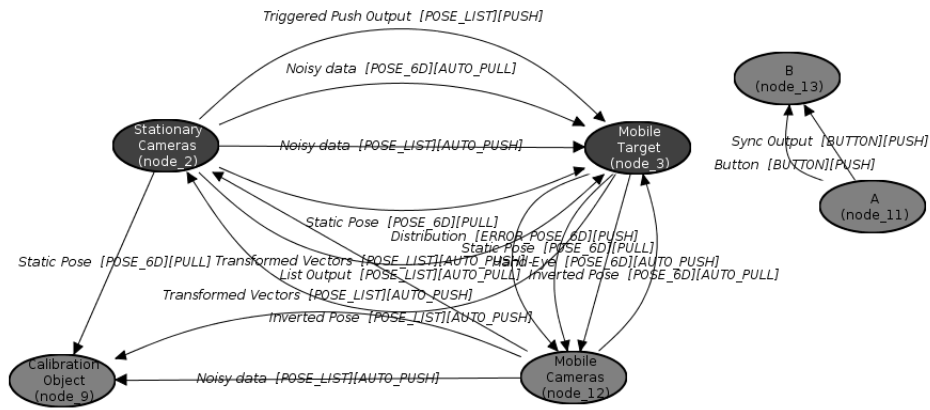 Triggered Push Output [POSE_LIST][PUSH]
Noisy data [POSE_6D][AUTO_PULL]
B
(node_13)
Stationary
Cameras
(node_2)
Mobile
Target
(node_3)
Noisy data [POSE_LIST][AUTO_PUSH]
Sync Output [BUTTON][PUSH]
Button [BUTTON][PUSH]
A
(node_11)
Static Pose [POSE_6D][PULL]
Distribution [ERROR_POSE_6D][PUSH]
Static Pose [POSE_6D][PULL]
Static Pose [POSE_6D][PULL]
Transformed Vectors [POSE_LIST][AUTO_PUSH]
Hand-Eye [POSE_6D][AUTO_PUSH]
List Output [POSE_LIST][AUTO_PULL]
Inverted Pose [POSE_6D][AUTO_PULL]
Transformed Vectors [POSE_LIST][AUTO_PUSH]
Inverted Pose [POSE_LIST][AUTO_PUSH]
Calibration
Object
(node_9)
Noisy data [POSE_LIST][AUTO_PUSH]
Mobile
Cameras
(node_12)